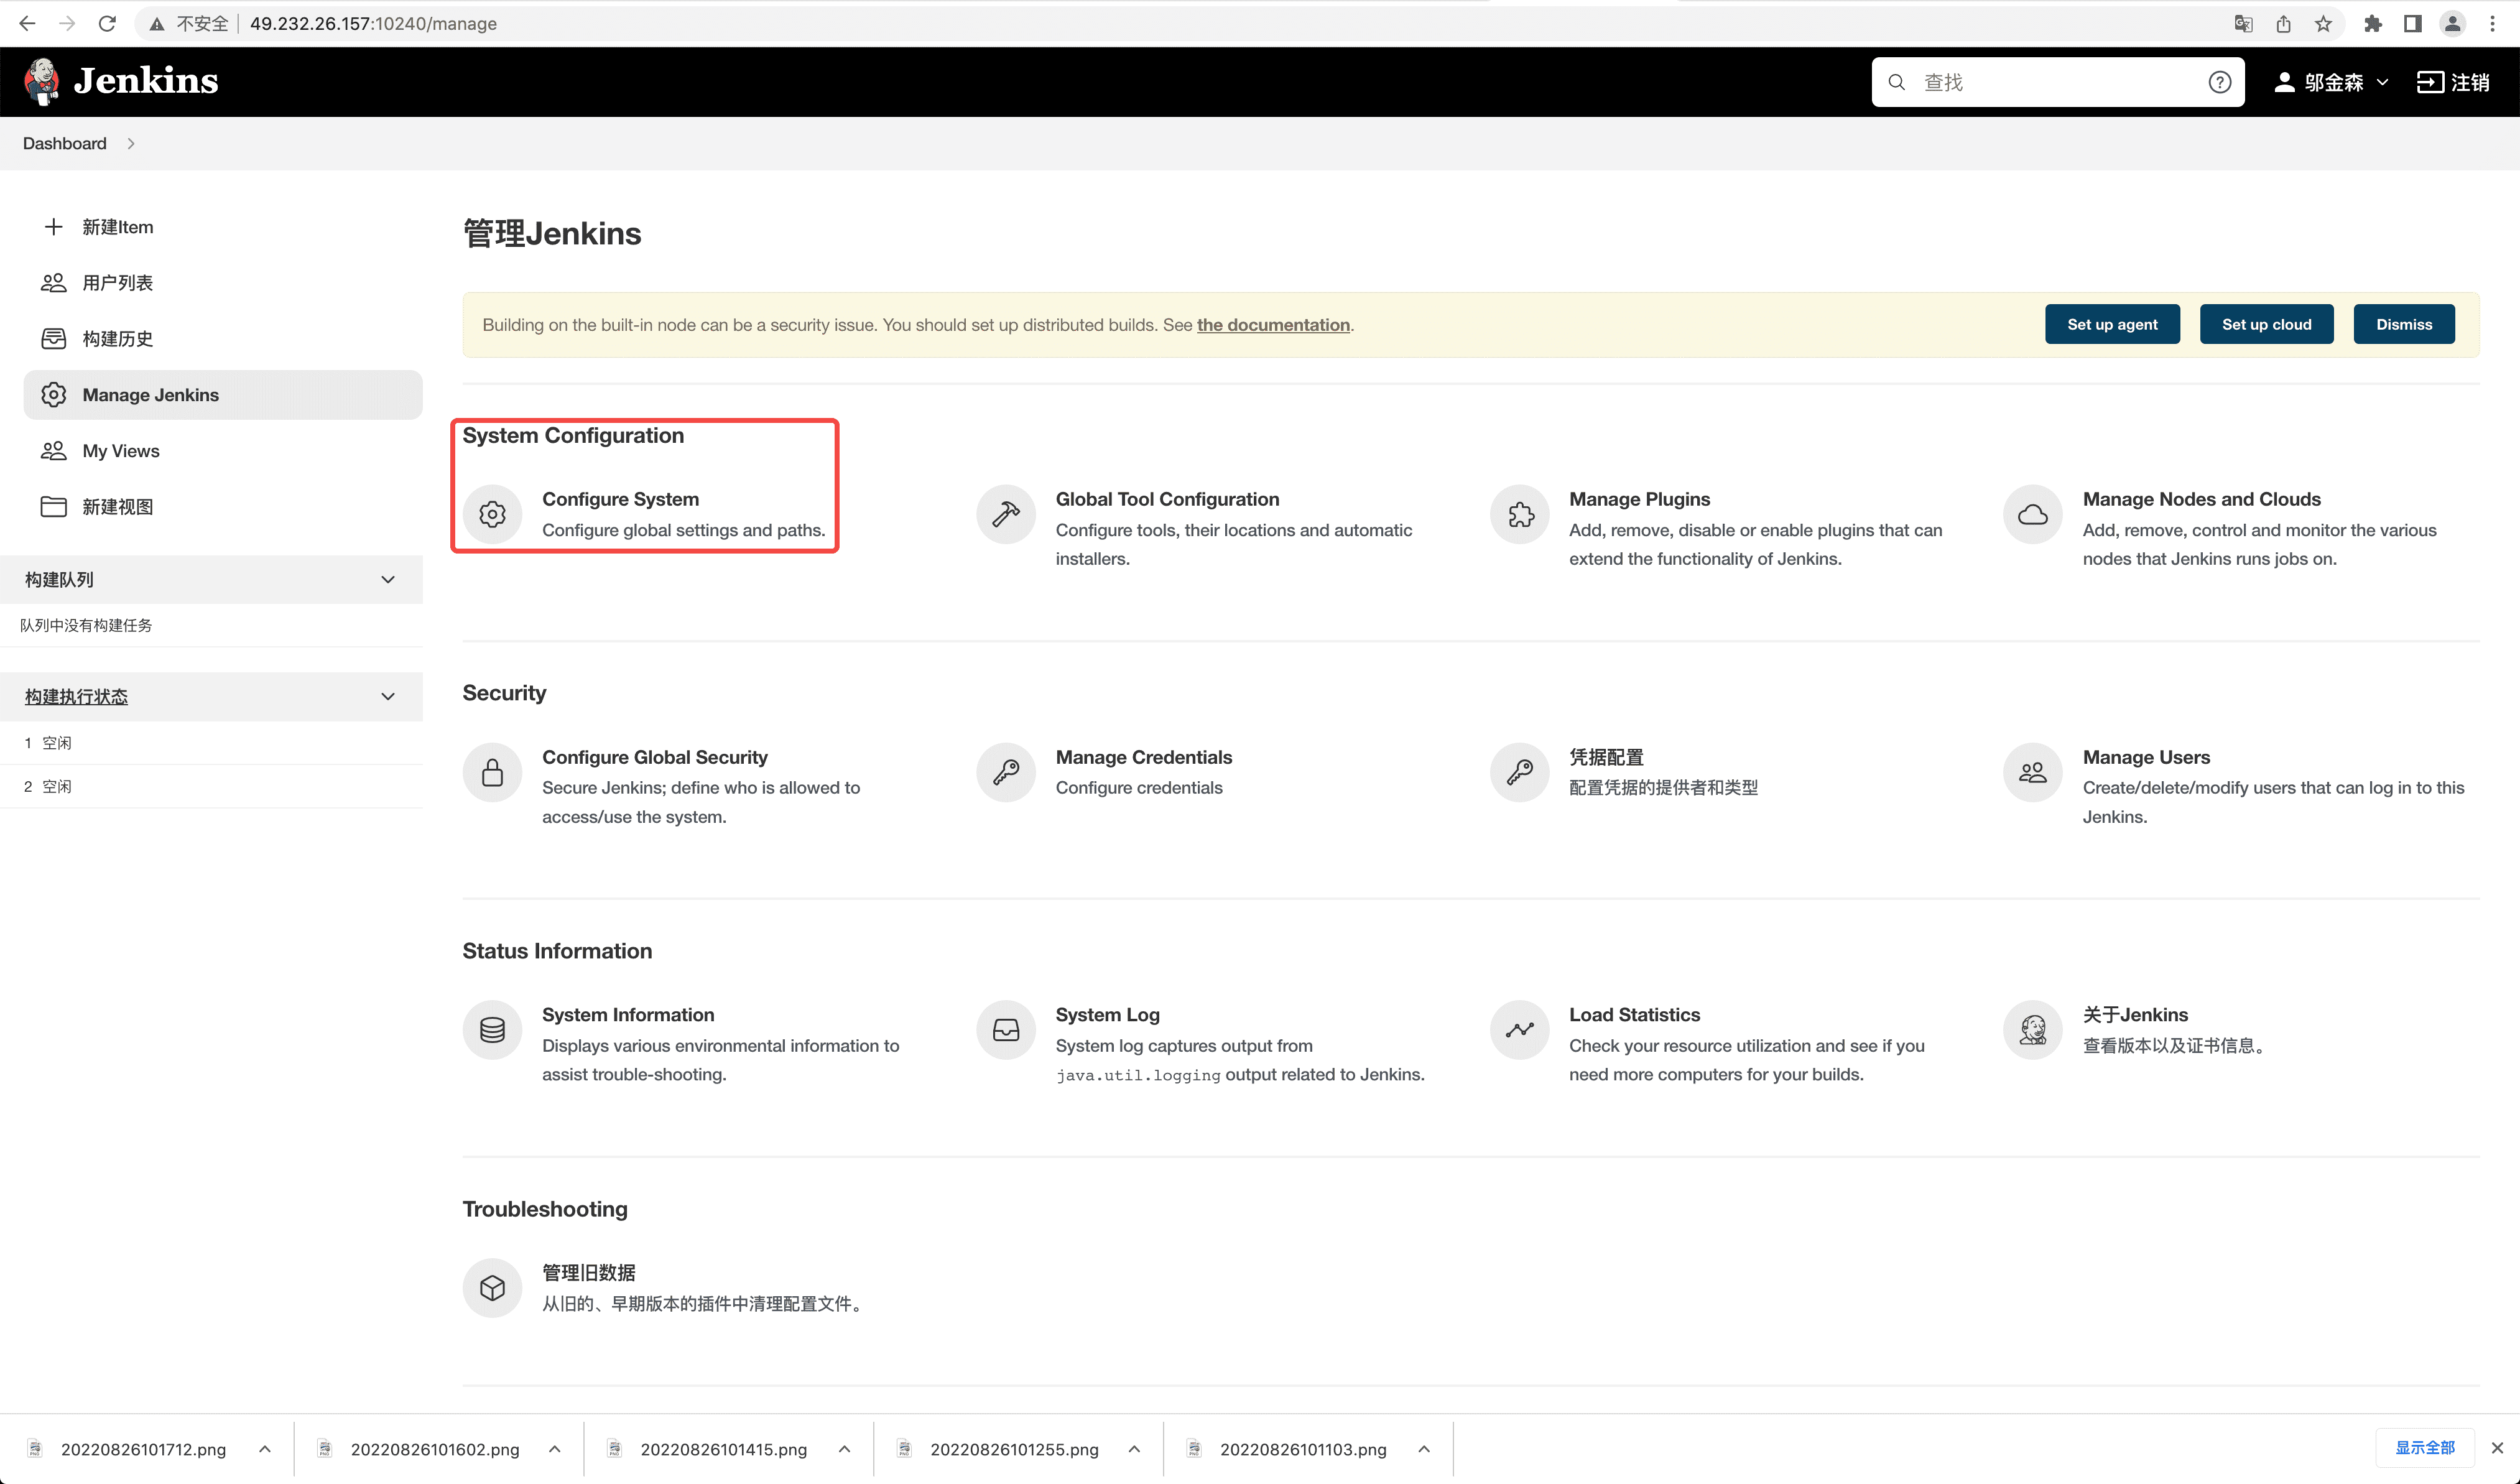 不安全 49.232.26.157:10240/manage
Jenkins
查找
邬金森
注销
Dashboard
新建Item
用户列表
构建历史
Manage Jenkins
My Views
新建视图
构建队列
队列中没有构建任务
构建执行状态
1 空闲
2 空闲
管理Jenkins
Building on the built-in node can be a security issue. You should set up distributed builds. See the documentation.
Set up agent
Set up cloud
Dismiss
System Configuration
Configure System
Configure global settings and paths.
Global Tool Configuration
Configure tools, their locations and automatic
installers.
Manage Plugins
Add, remove, disable or enable plugins that can
extend the functionality of Jenkins.
Manage Nodes and Clouds
Add, remove, control and monitor the various
nodes that Jenkins runs jobs on.
Security
Configure Global Security
Secure Jenkins; define who is allowed to
access/use the system.
Manage Credentials
Configure credentials
凭据配置
配置凭据的提供者和类型
Manage Users
Create/delete/modify users that can log in to this
Jenkins.
Status Information
System Information
Displays various environmental information to
assist trouble-shooting.
System Log
System log captures output from
java.util.logging output related to Jenkins.
Load Statistics
Check your resource utilization and see if you
need more computers for your builds.
关于Jenkins
查看版本以及证书信息。
Troubleshooting
管理旧数据
从旧的、早期版本的插件中清理配置文件。
20220826101712.png
20220826101602.png
20220826101415.png
20220826101255.png
20220826101103.png
显示全部